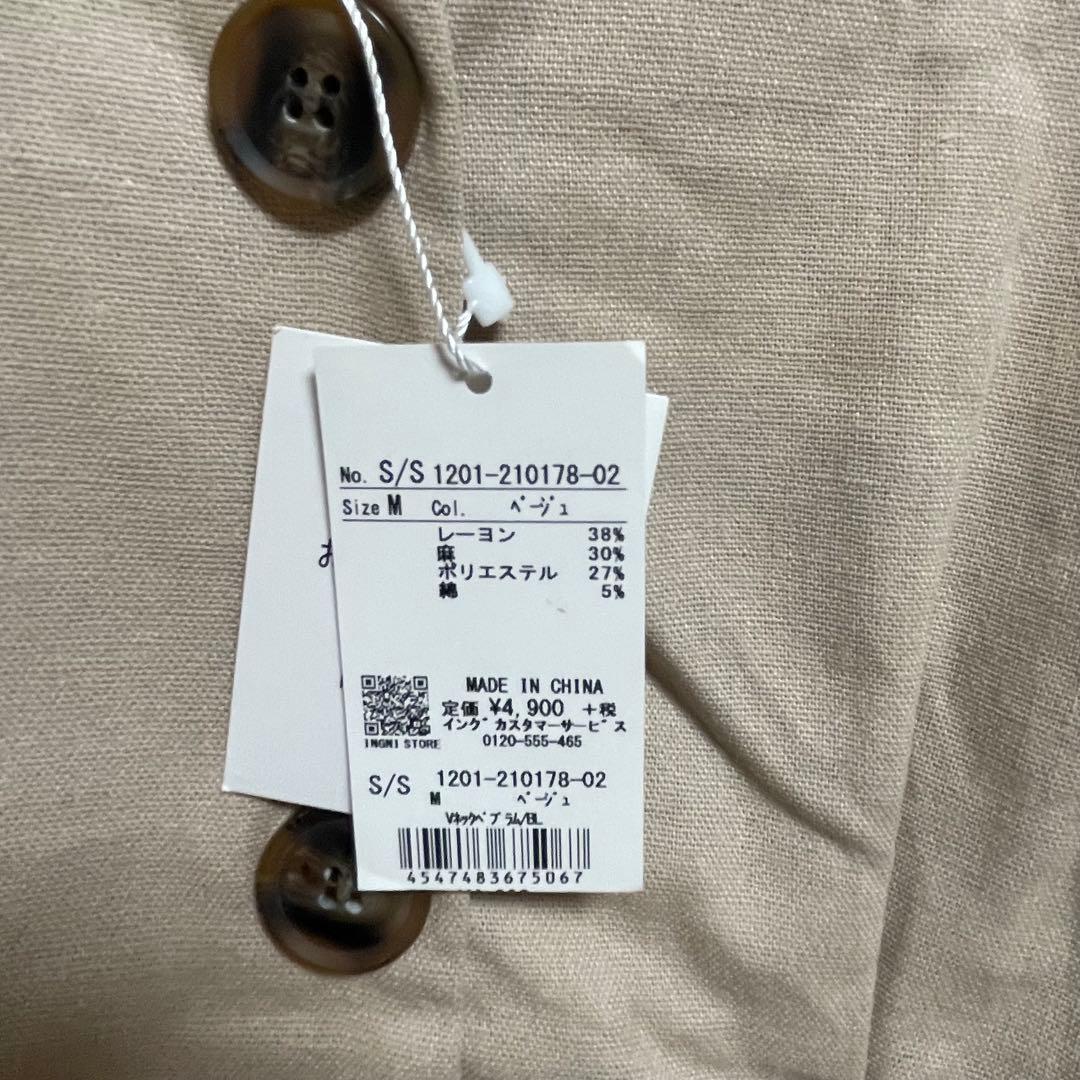 No. S/S 1201-210178-02
Size M Col. ベージュ
レーヨン 38%
麻 30%
ポリエステル 27%
綿 5%
MADE IN CHINA
定価 ¥4,900 +税
イングカスタマーサービス
0120-555-465
INGNI STORE
S/S 1201-210178-02
M ベージュ
Vネックペプラム/BL
4547483675067
お